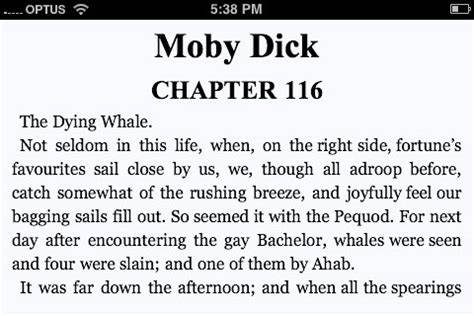 OPTUS 5:38 PM
Moby Dick
CHAPTER 116
The Dying Whale.
Not seldom in this life, when, on the right side, fortune's
favourites sail close by us, we, though all adroop before,
catch somewhat of the rushing breeze, and joyfully feel our
bagging sails fill out. So seemed it with the Pequod. For next
day after encountering the gay Bachelor, whales were seen
and four were slain; and one of them by Ahab.
It was far down the afternoon; and when all the spearings